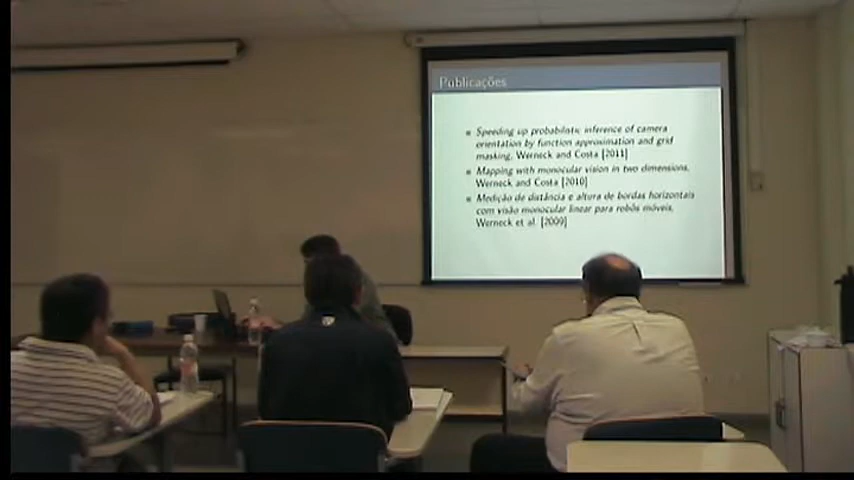 Publicações
Speeding up probabilistic inference of camera
orientation by function approximation and grid
masking, Werneck and Costa [2011]
Mapping with monocular vision in two dimensions,
Werneck and Costa [2010]
Medição de distância e altura de bordas horizontais
com visão monocular linear para robôs móveis,
Werneck et al. [2009]